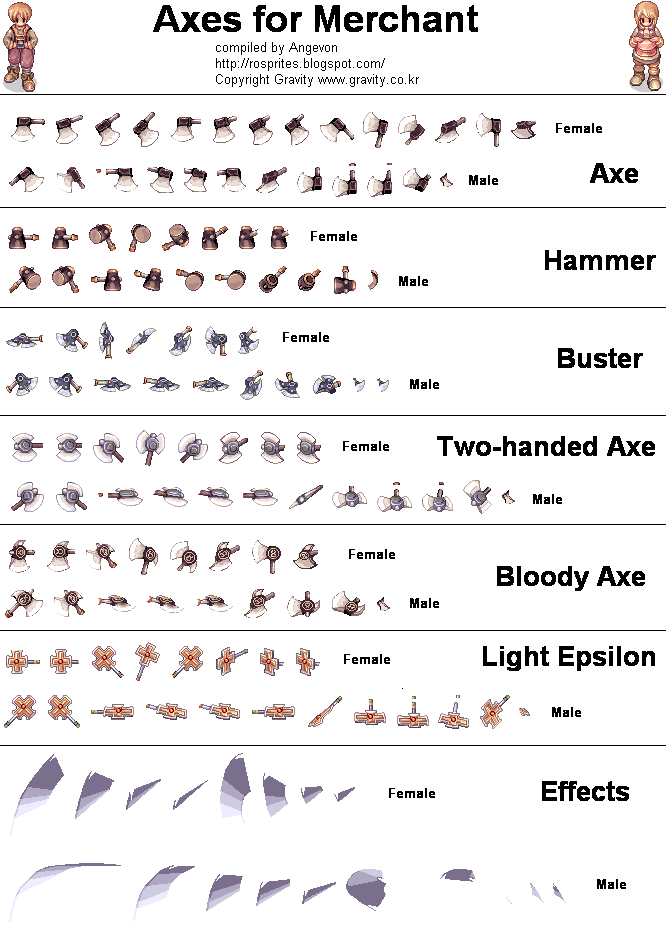 Axes for Merchant
compiled by Angevon
http://rosprites.blogspot.com/
Copyright Gravity www.gravity.co.kr
Female
Axe
Male
Female
Hammer
Male
Female
Buster
Male
Female
Two-handed Axe
Male
Female
Bloody Axe
Male
Female
Light Epsilon
Male
Female
Effects
Male